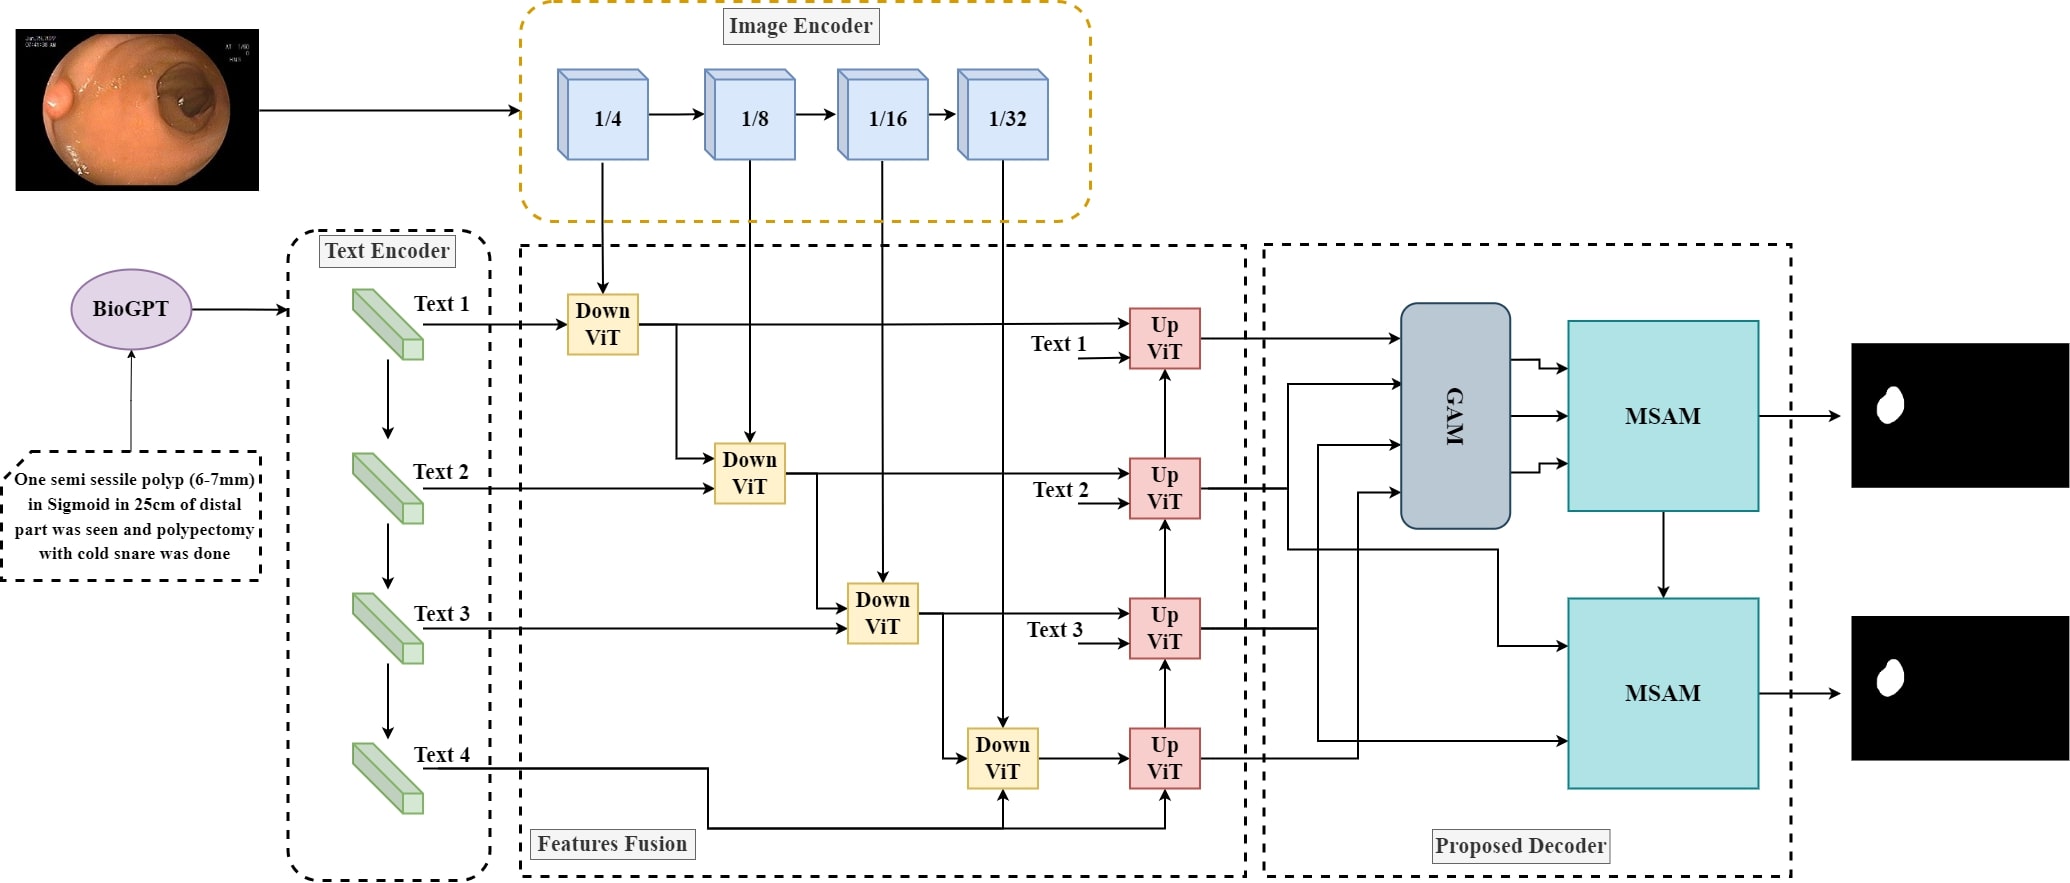 Image Encoder
1/4
1/8
1/16
1/32
Text Encoder
BioGPT
One semi sessile polyp (6-7mm)
in Sigmoid in 25cm of distal
part was seen and polypectomy
with cold snare was done
Text 1
Text 2
Text 3
Text 4
Down
ViT
Down
ViT
Down
ViT
Down
ViT
Text 1
Up
ViT
Text 2
Up
ViT
Text 3
Up
ViT
Up
ViT
Features Fusion
GAM
MSAM
MSAM
Proposed Decoder